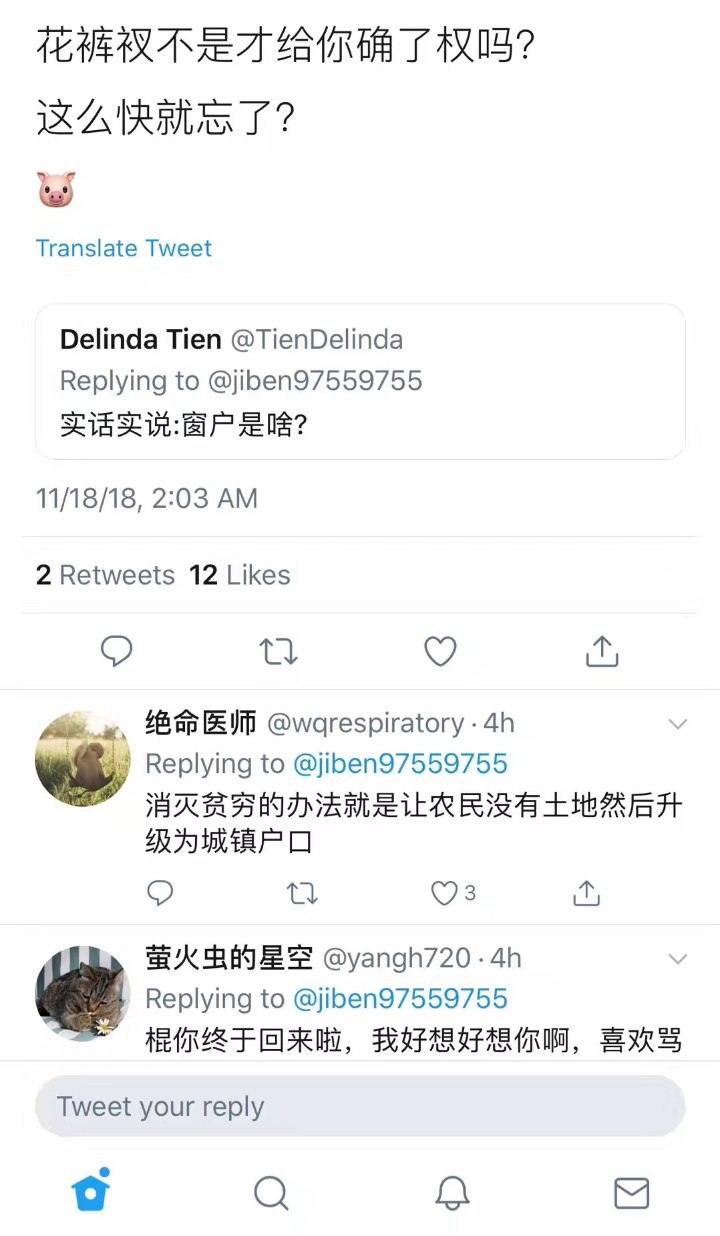 花裤衩不是才给你确了权吗?
这么快就忘了?
🐷
Translate Tweet
Delinda Tien @TienDelinda
Replying to @jiben97559755
实话实说:窗户是啥?
11/18/18, 2:03 AM
2 Retweets 12 Likes
绝命医师 @wqrespiratory · 4h
Replying to @jiben97559755
消灭贫穷的办法就是让农民没有土地然后升
级为城镇户口
3
萤火虫的星空 @yangh720 · 4h
Replying to @jiben97559755
棍你终于回来啦，我好想好想你啊，喜欢骂
Tweet your reply